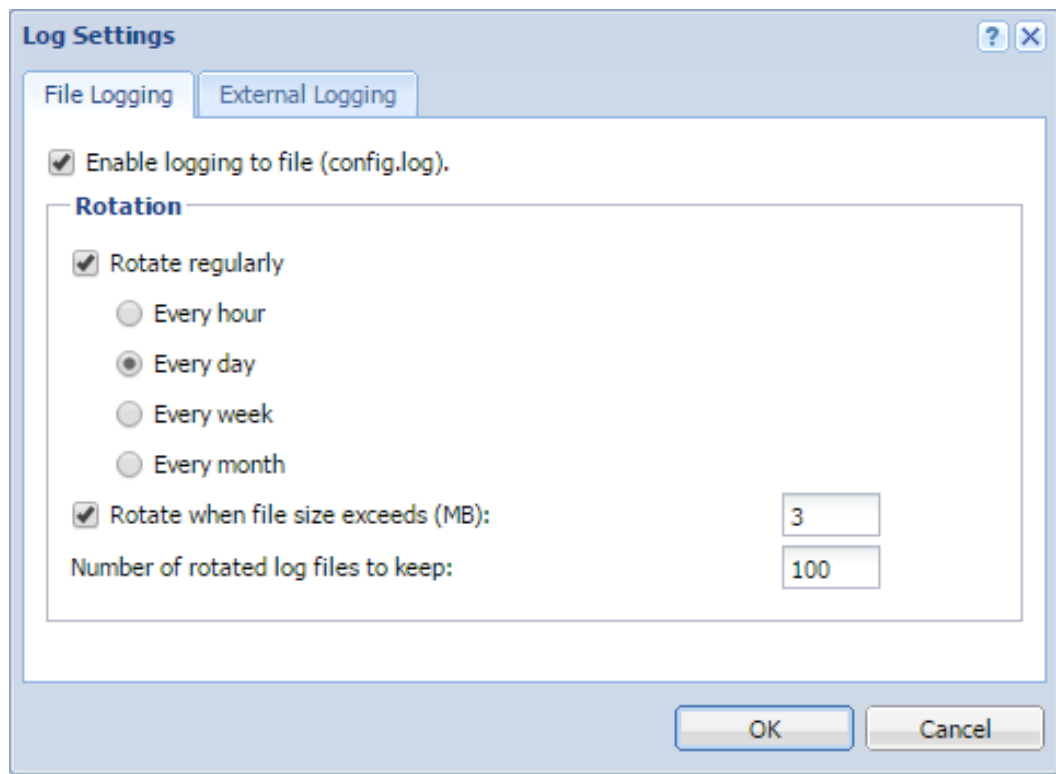 Log Settings
?
File Logging External Logging
Enable logging to file (config.log).
Rotation
Rotate regularly
Every hour
Every day
Every week
Every month
Rotate when file size exceeds (MB): 3
Number of rotated log files to keep: 100
OK Cancel